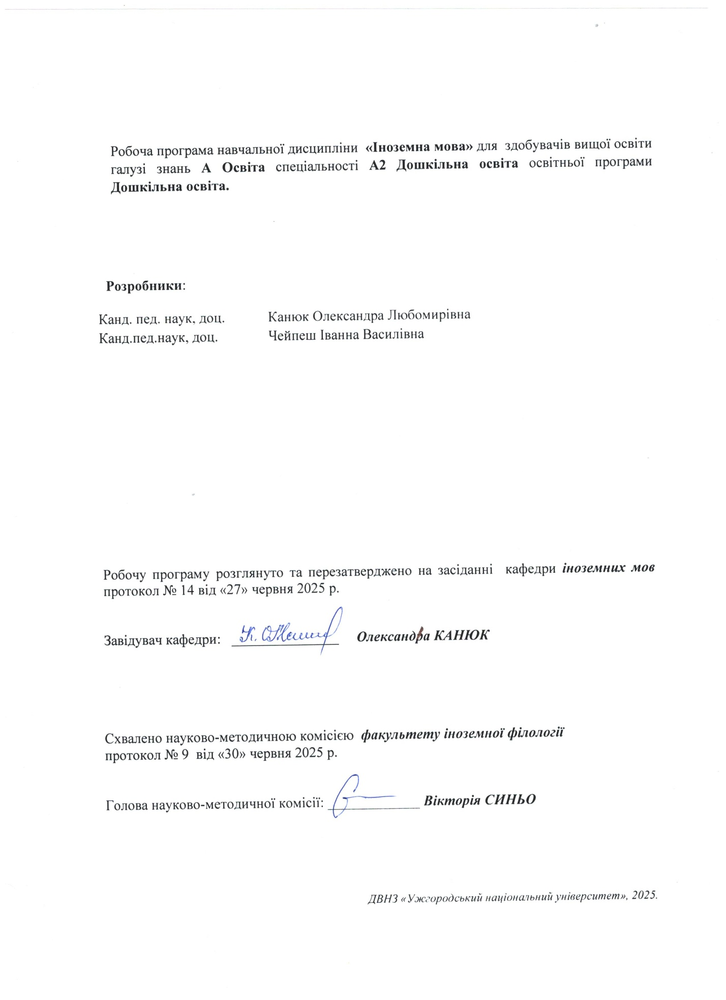 Робоча програма навчальної дисципліни «Іноземна мова» для здобувачів вищої освіти
галузі знань А Освіта спеціальності А2 Дошкільна освіта освітньої програми
Дошкільна освіта.
Розробники:
Канд. пед. наук, доц. Канюк Олександра Любомирівна
Канд.пед.наук, доц. Чейпеш Іванна Василівна
Робочу програму розглянуто та перезатверджено на засіданні кафедри іноземних мов
протокол № 14 від «27» червня 2025 р.
Завідувач кафедри: Олександра КАНЮК
Схвалено науково-методичною комісією факультету іноземної філології
протокол № 9 від «30» червня 2025 р.
Голова науково-методичної комісії: Вікторія СИНЬО
ДВНЗ «Ужгородський національний університет», 2025.